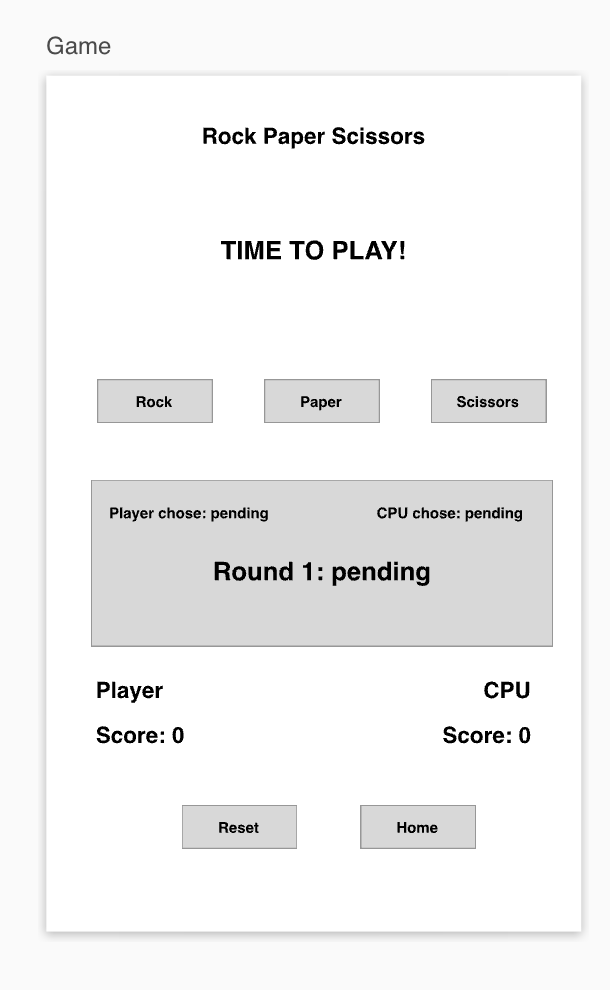 Game
Rock Paper Scissors
TIME TO PLAY!
Rock Paper Scissors
Player chose: pending CPU chose: pending
Round 1: pending
Player CPU
Score: 0 Score: 0
Reset Home